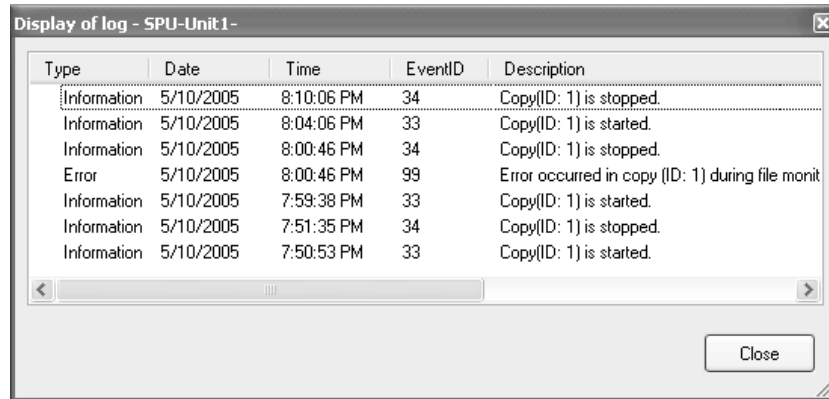 Display of log - SPU-Unit1-
Type Date Time EventID Description
Information 5/10/2005 8:10:06 PM 34 Copy(ID: 1) is stopped.
Information 5/10/2005 8:04:06 PM 33 Copy(ID: 1) is started.
Information 5/10/2005 8:00:46 PM 34 Copy(ID: 1) is stopped.
Error 5/10/2005 8:00:46 PM 99 Error occurred in copy (ID: 1) during file monit
Information 5/10/2005 7:59:38 PM 33 Copy(ID: 1) is started.
Information 5/10/2005 7:51:35 PM 34 Copy(ID: 1) is stopped.
Information 5/10/2005 7:50:53 PM 33 Copy(ID: 1) is started.
Close